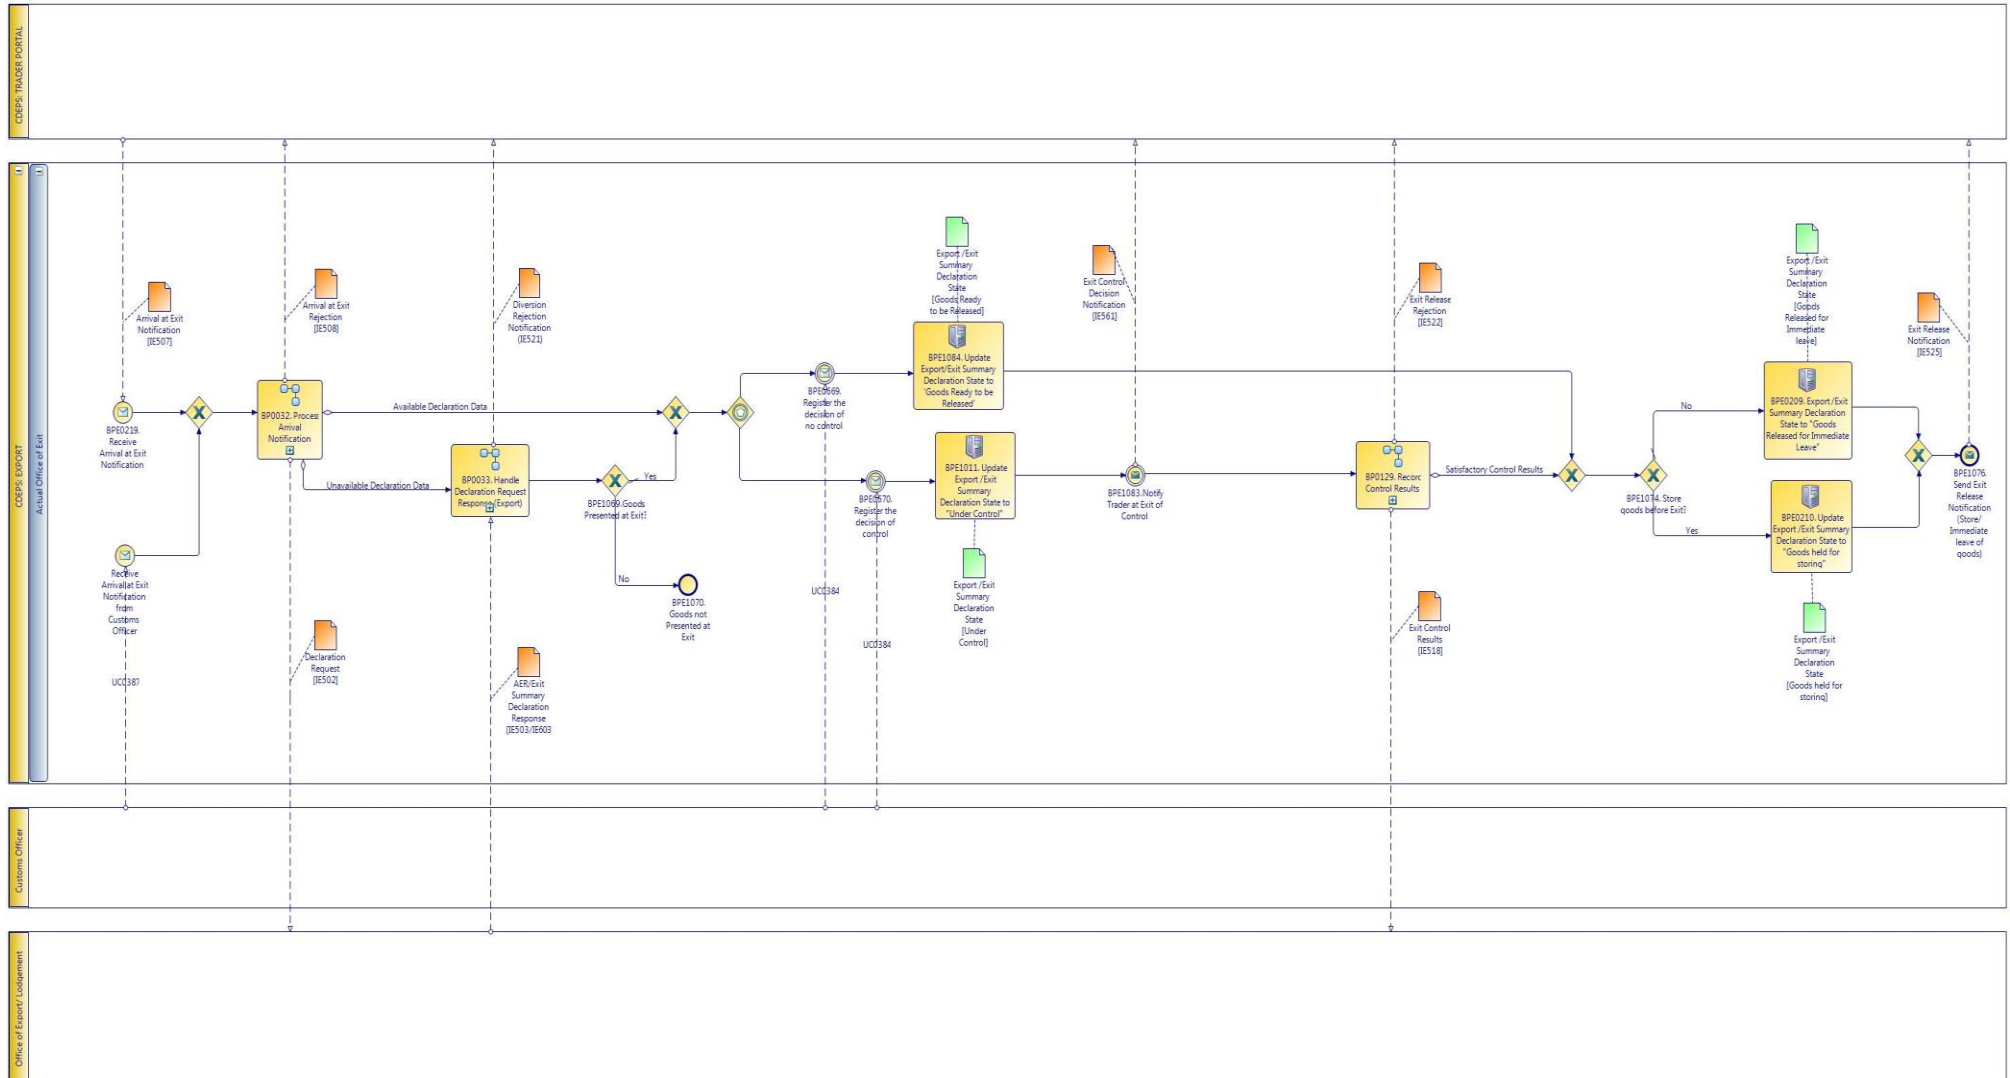 CDEPS: TRADER PORTAL
CDEPS: EXPORT
Actual Office of Exit
Arrival at Exit
Notification
[IE507]
BPE0219.
Receive
Arrival at Exit
Notification
Receive
Arrival at Exit
Notification
from
Customs
Officer
UC0387
Arrival at Exit
Rejection
[IE508]
BP0032. Process
Arrival
Notification
Available Declaration Data
Unavailable Declaration Data
Declaration
Request
[IE502]
Diversion
Rejection
Notification
(IE521)
BP0033. Handle
Declaration Request
Response (Export)
AER/Exit
Summary
Declaration
Response
[IE503/IE603
BPE1069.Goods
Presented at Exit?
Yes
No
BPE1070.
Goods not
Presented at
Exit
BPE0669.
Register the
decision of
no control
UC0384
BPE0670.
Register the
decision of
control
UC0384
Export /Exit
Summary
Declaration
State
[Goods Ready
to be Released]
BPE1084. Update
Export/Exit Summary
Declaration State to
'Goods Ready to be
Released'
BPE1011. Update
Export /Exit
Summary
Declaration State to
"Under Control"
Export /Exit
Summary
Declaration
State
[Under
Control]
Exit Control
Decision
Notification
[IE561]
BPE1083.Notify
Trader at Exit of
Control
Exit Release
Rejection
[IE522]
BP0129. Record
Control Results
Satisfactory Control Results
Exit Control
Results
[IE518]
BPE1074. Store
goods before Exit?
No
Yes
Export /Exit
Summary
Declaration
State
[Goods
Released for
Immediate
leave]
BPE0209. Export /Exit
Summary Declaration
State to "Goods
Released for Immediate
Leave"
BPE0210. Update
Export /Exit Summary
Declaration State to
"Goods held for
storing"
Export /Exit
Summary
Declaration
State
[Goods held for
storing]
Exit Release
Notification
[IE525]
BPE1076.
Send Exit
Release
Notification
(Store/
Immediate
leave of
goods)
Customs Officer
Office of Export/ Lodgement